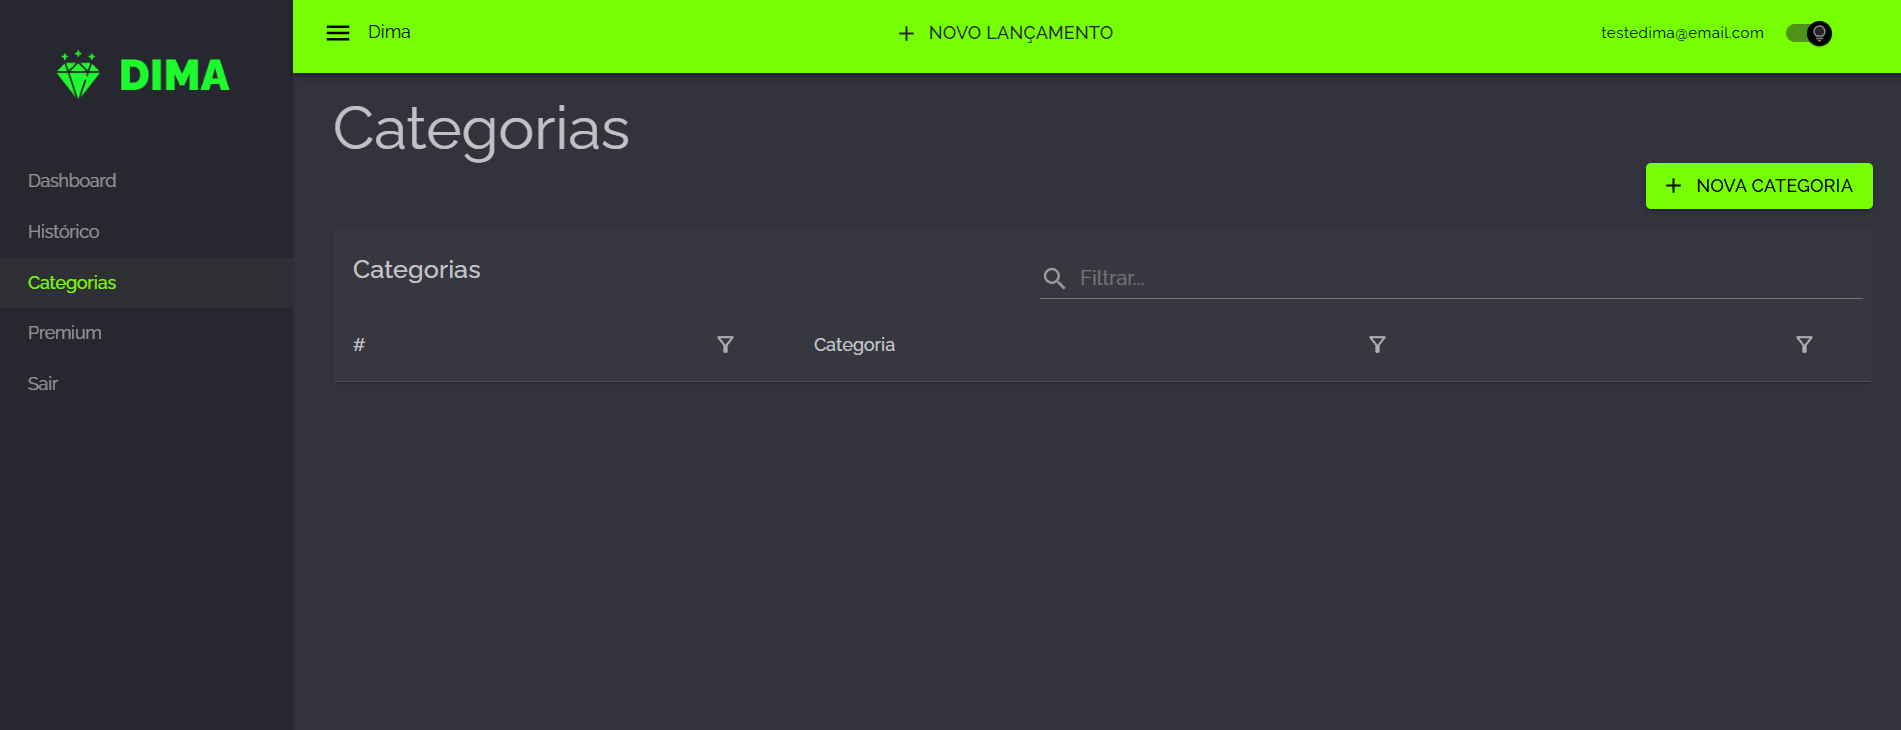 DIMA
Dashboard
Histórico
Categorias
Premium
Sair
Dima
NOVO LANÇAMENTO
testedima@email.com
Categorias
NOVA CATEGORIA
Categorias
Filtrar...
#
Categoria